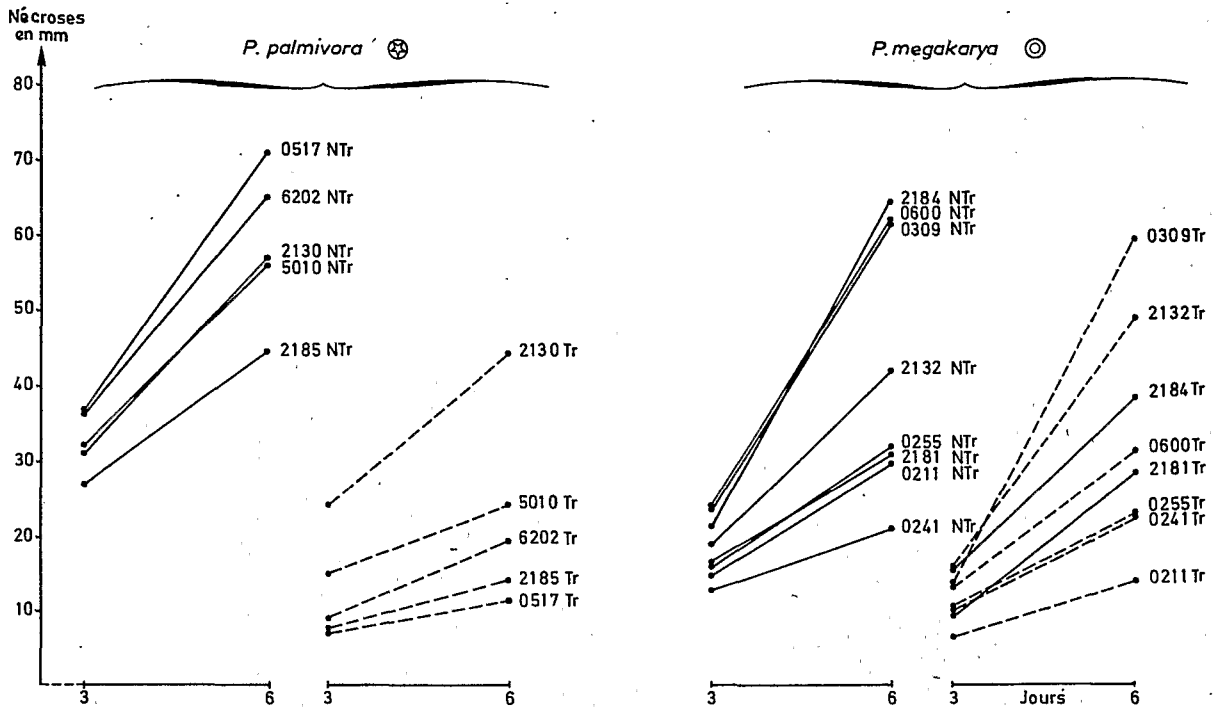 Nécroses
en mm
P. palmivora
P. megakarya
80
70
60
50
40
30
20
10
0517 NTr
6202 NTr
2130 NTr
5010 NTr
2185 NTr
2130 Tr
5010 Tr
6202 Tr
2185 Tr
0517 Tr
2184 NTr
0600 NTr
0309 NTr
2132 NTr
0255 NTr
2181 NTr
0211 NTr
0241 NTr
0309 Tr
2132 Tr
2184 Tr
0600 Tr
2181 Tr
0255 Tr
0241 Tr
0211 Tr
3 6 3 6 3 6 3 Jours 6